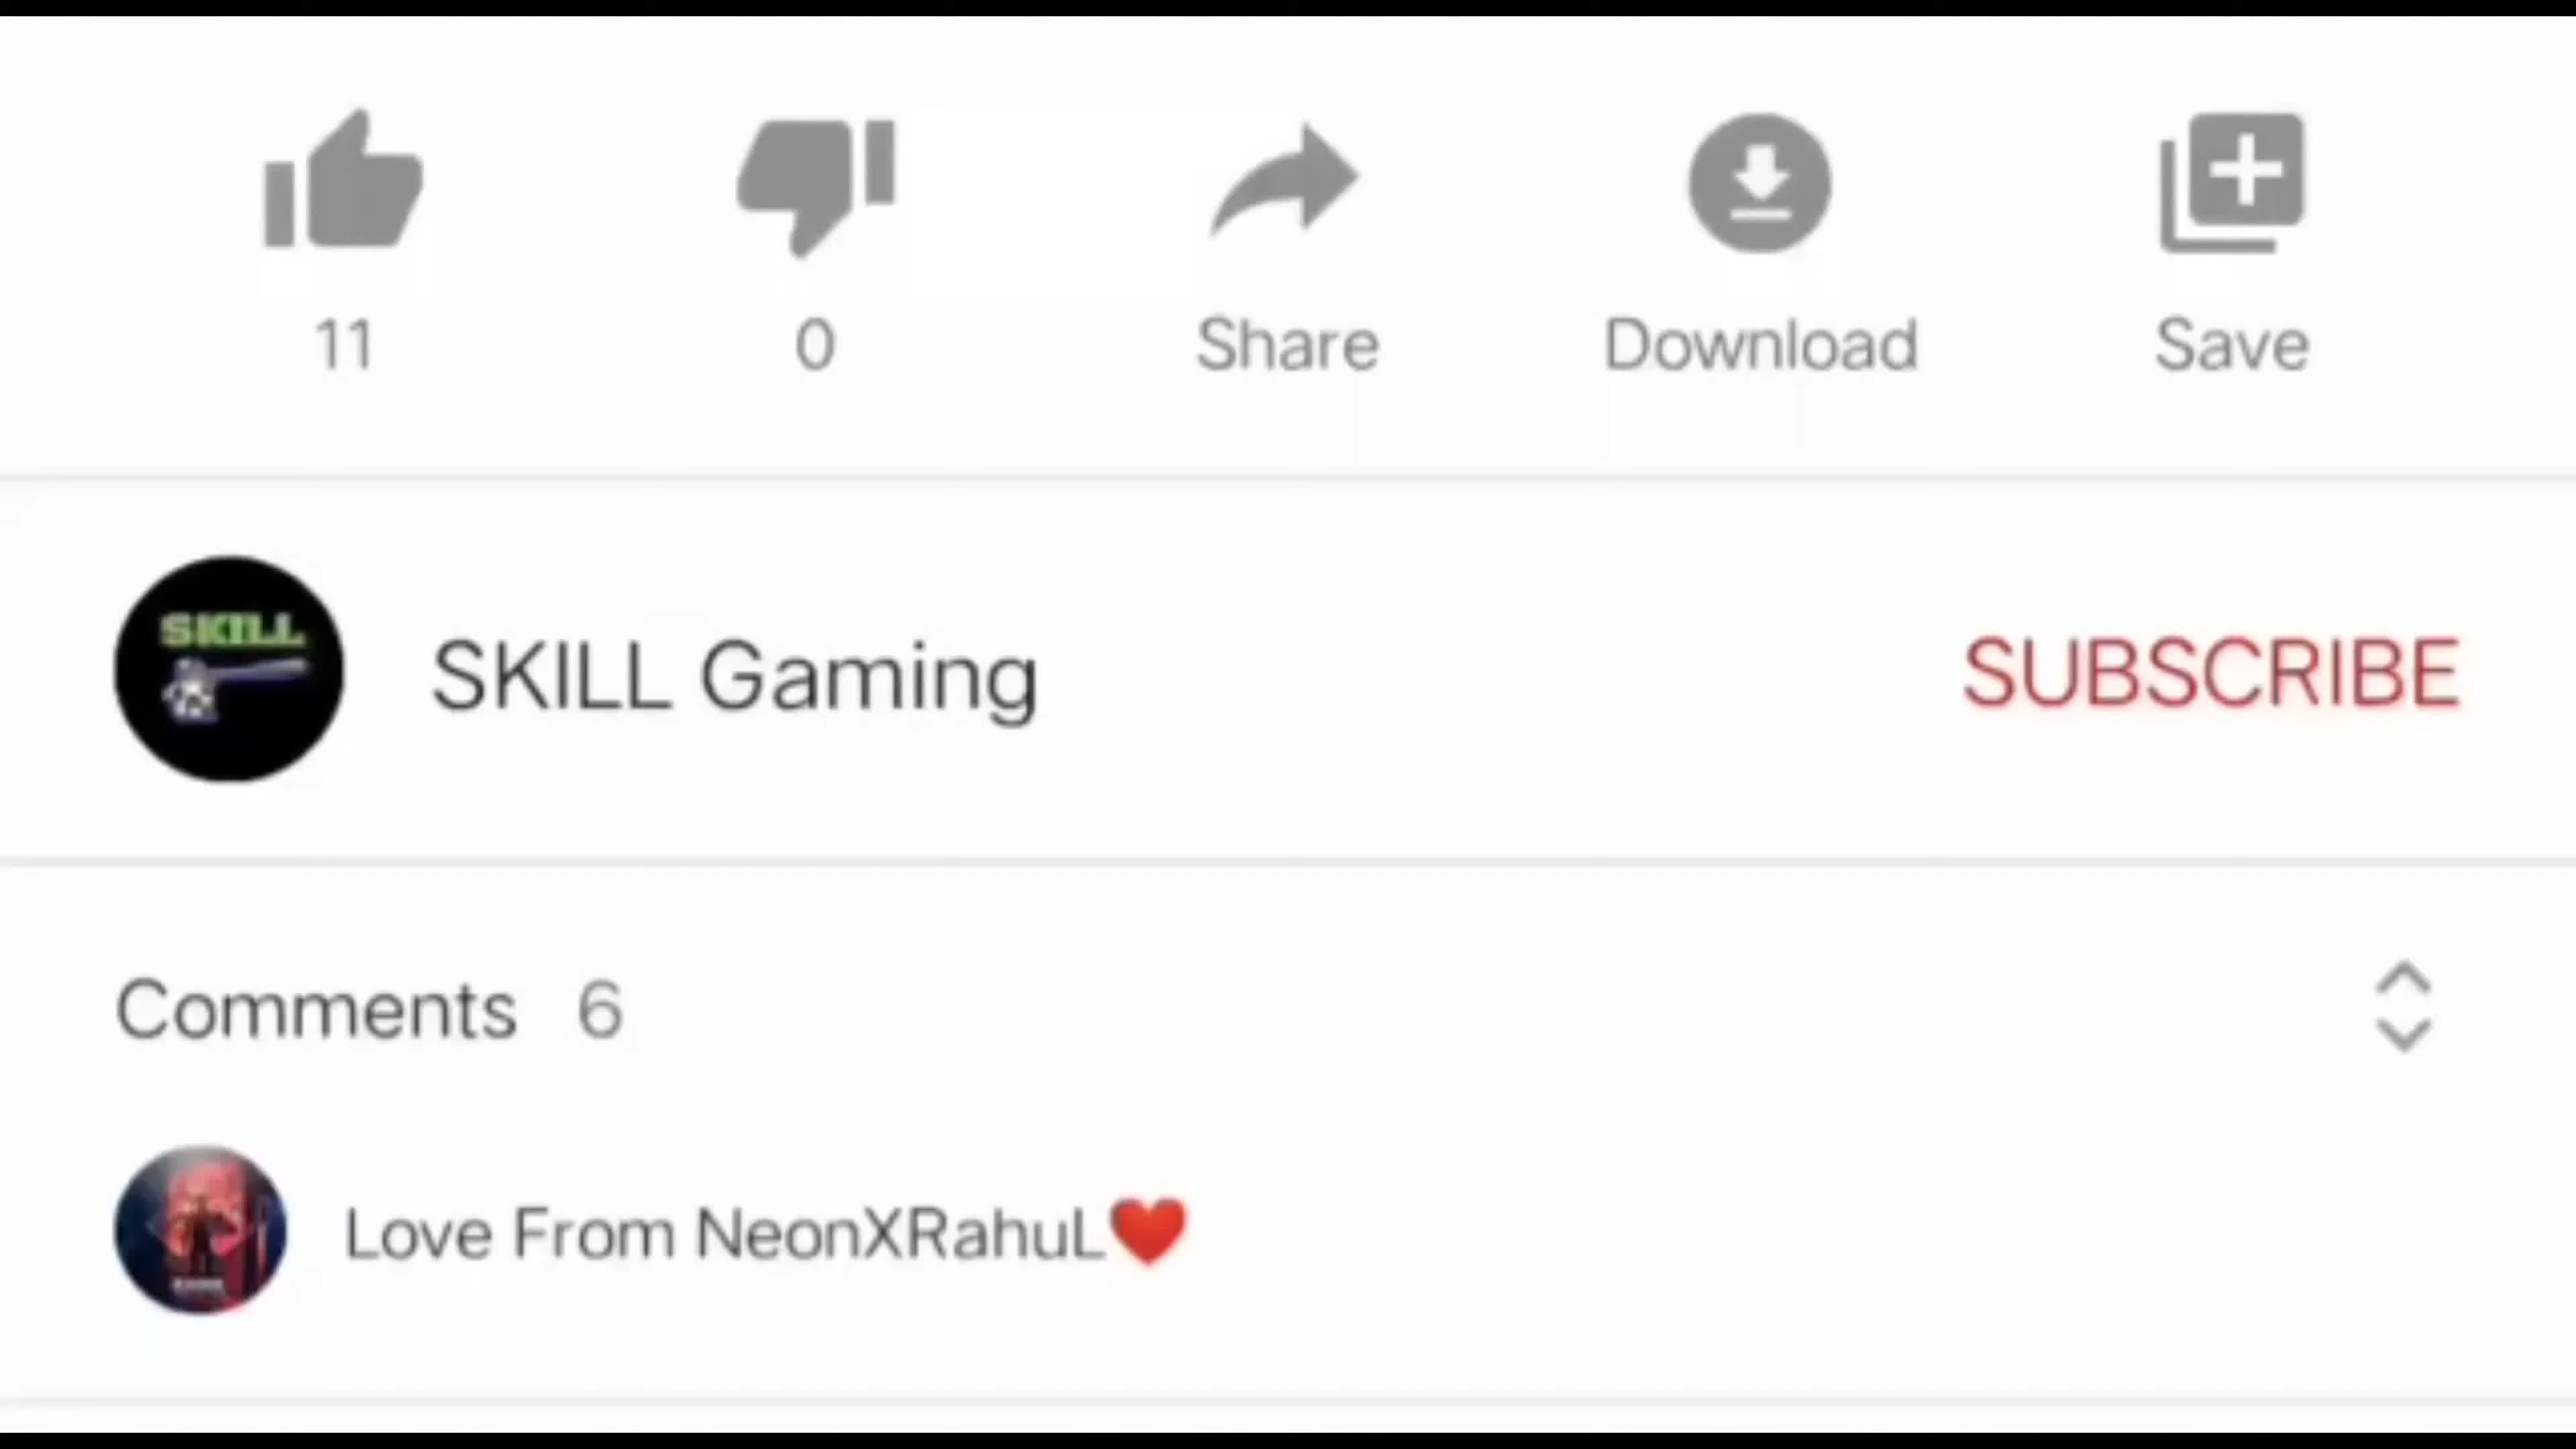 11 0 Share Download Save
SKILL
SKILL Gaming SUBSCRIBE
Comments 6
Love From NeonXRahuL❤️